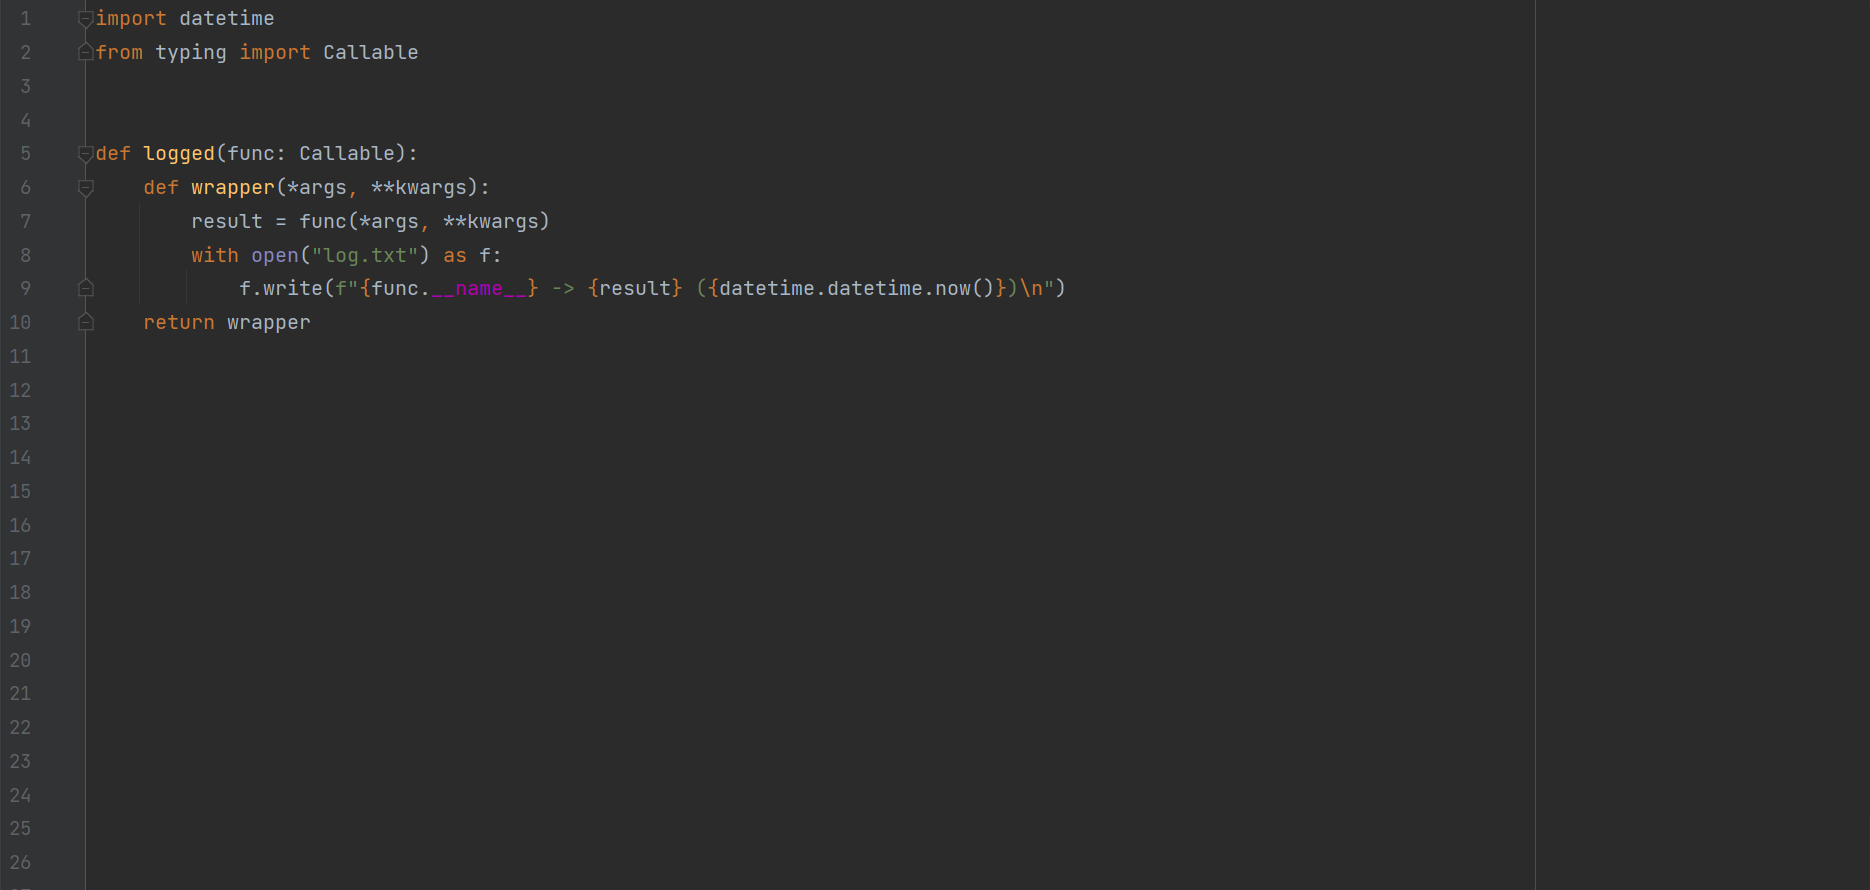 1 import datetime
2 from typing import Callable
3
4
5 def logged(func: Callable):
6     def wrapper(*args, **kwargs):
7         result = func(*args, **kwargs)
8         with open("log.txt") as f:
9             f.write(f"{func.__name__} -> {result} ({datetime.datetime.now()})\n")
10     return wrapper
11
12
13
14
15
16
17
18
19
20
21
22
23
24
25
26